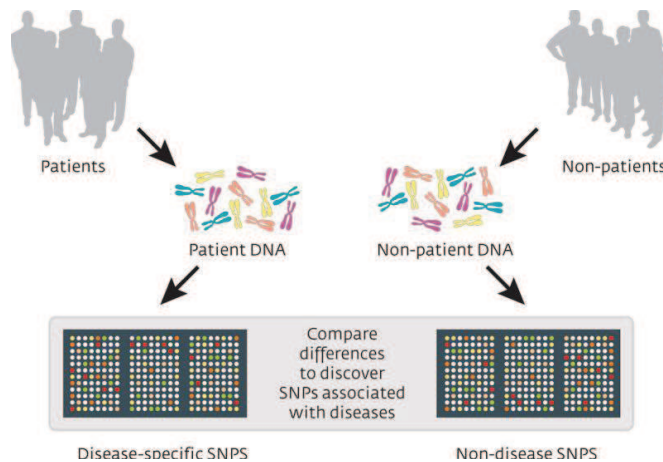 Patients
Non-patients
Patient DNA
Non-patient DNA
Compare
differences
to discover
SNPs associated
with diseases
Disease-specific SNPS
Non-disease SNPS